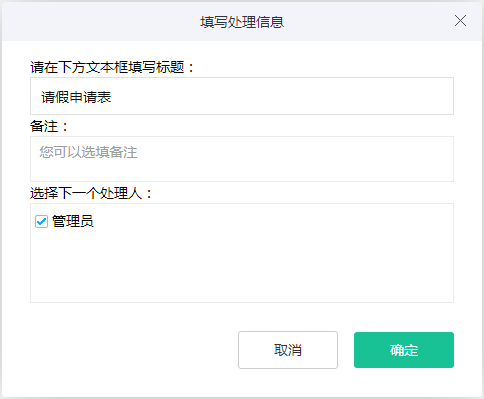 填写处理信息
请在下方文本框填写标题：
请假申请表
备注：
您可以选填备注
选择下一个处理人：
管理员
取消
确定